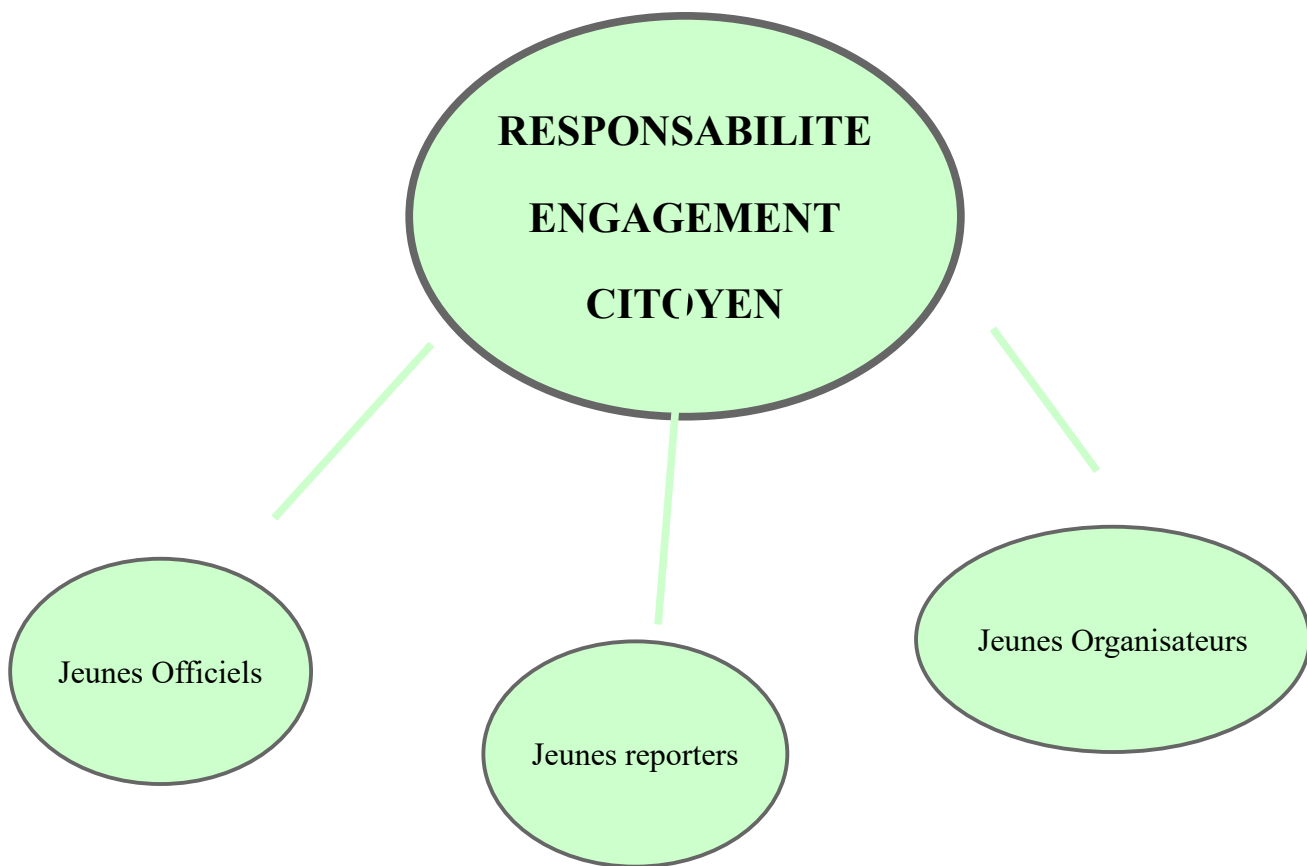 RESPONSABILITE
ENGAGEMENT
CITOYEN
Jeunes Officiels
Jeunes reporters
Jeunes Organisateurs